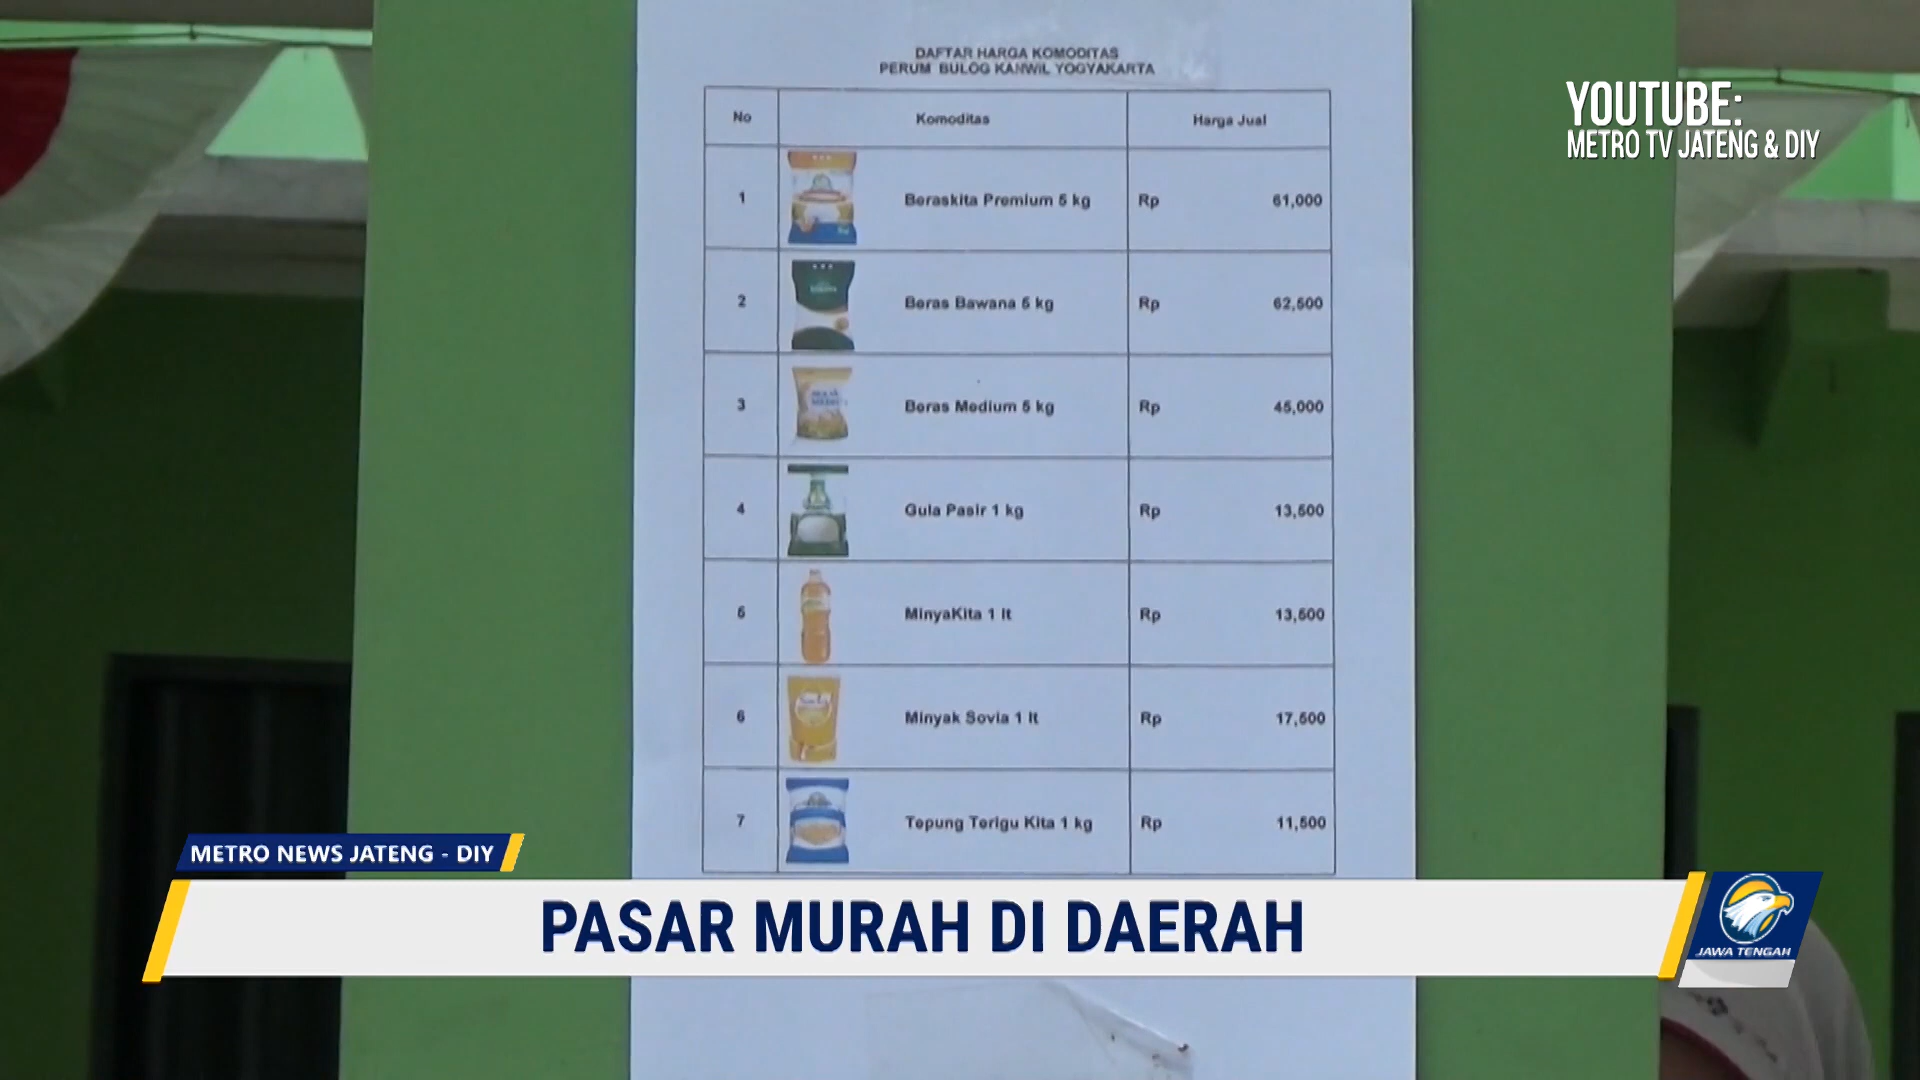 DAFTAR HARGA KOMODITAS
PERUM BULOG KANWIL YOGYAKARTA
No Komoditas Harga Jual
1 Beraskita Premium 5 kg Rp 61,000
2 Beras Bawana 5 kg Rp 62,500
3 Beras Medium 5 kg Rp 45,000
4 Gula Pasir 1 kg Rp 13,500
5 MinyaKita 1 lt Rp 13,500
6 Minyak Sovia 1 lt Rp 17,500
7 Tepung Terigu Kita 1 kg Rp 11,500
YOUTUBE:
METRO TV JATENG & DIY
METRO NEWS JATENG - DIY
PASAR MURAH DI DAERAH
JAWA TENGAH